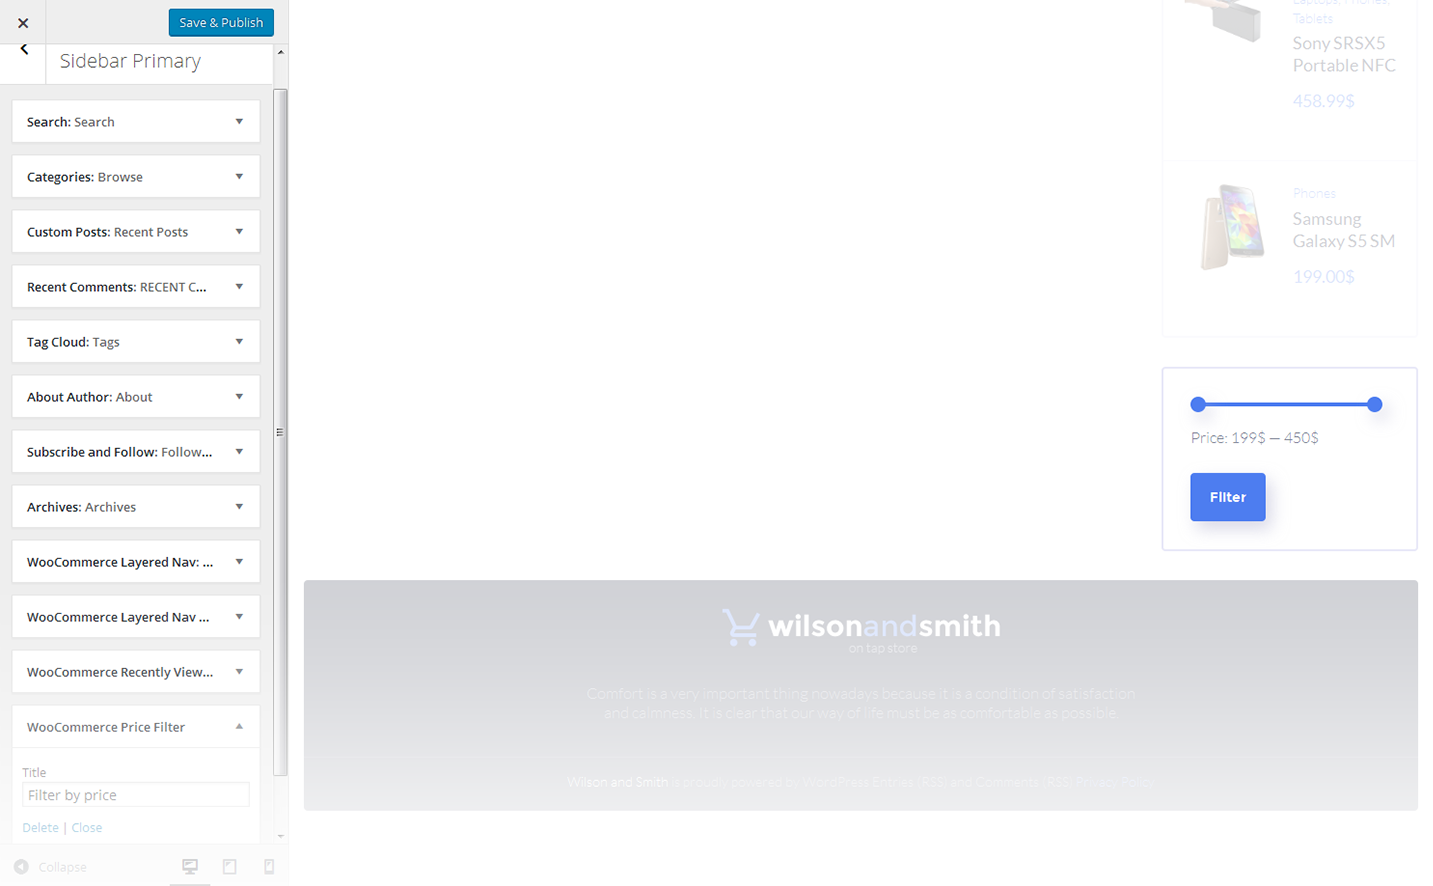 Save & Publish
Sidebar Primary
Search: Search
Categories: Browse
Custom Posts: Recent Posts
Recent Comments: RECENT C...
Tag Cloud: Tags
About Author: About
Subscribe and Follow: Follow...
Archives: Archives
WooCommerce Layered Nav: ...
WooCommerce Layered Nav ...
WooCommerce Recently View...
WooCommerce Price Filter
Title
Filter by price
Delete | Close
Collapse
Laptops, Phones,
Tablets
Sony SRSX5
Portable NFC
458.99$
Phones
Samsung
Galaxy S5 SM
199.00$
Price: 199$ — 450$
Filter
wilsonandsmith
on tap store
Comfort is a very important thing nowadays because it is a condition of satisfaction
and calmness. It is clear that our way of life must be as comfortable as possible.
Wilson and Smith is proudly powered by WordPress Entries (RSS) and Comments (RSS) Privacy Policy